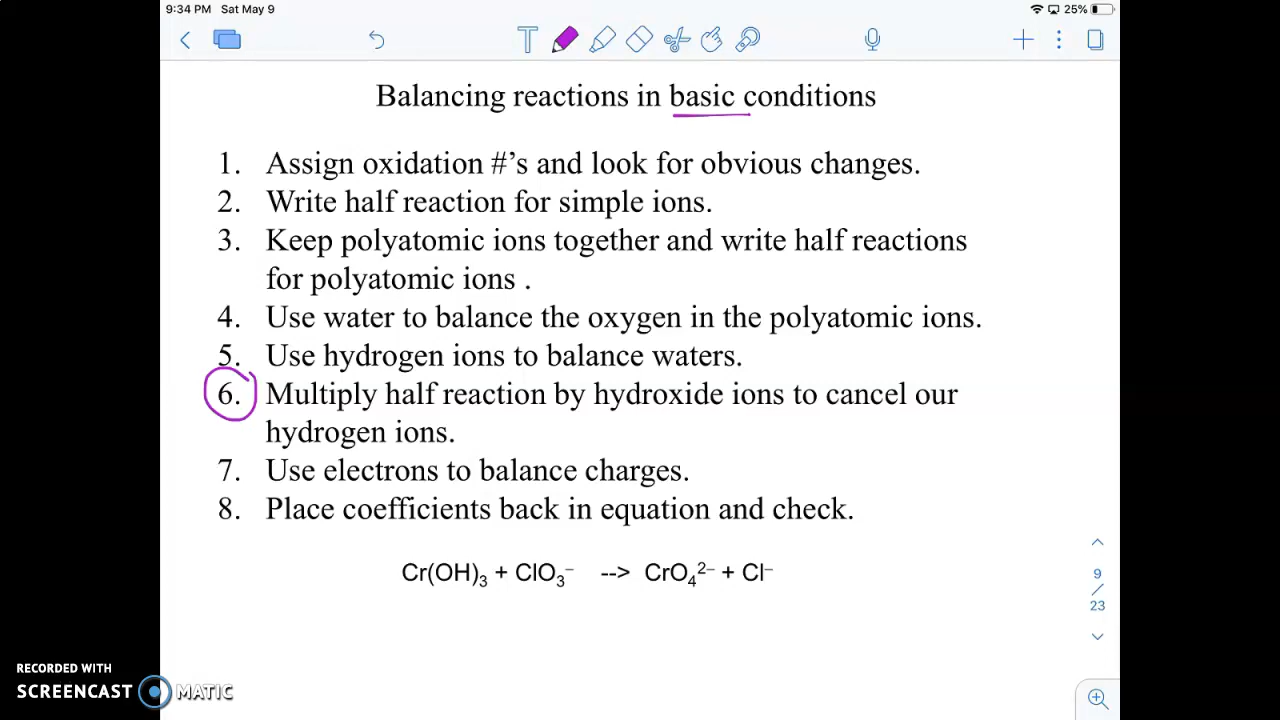 9:34 PM Sat May 9
25%
T
Balancing reactions in basic conditions
1. Assign oxidation #’s and look for obvious changes.
2. Write half reaction for simple ions.
3. Keep polyatomic ions together and write half reactions
for polyatomic ions .
4. Use water to balance the oxygen in the polyatomic ions.
5. Use hydrogen ions to balance waters.
6. Multiply half reaction by hydroxide ions to cancel our
hydrogen ions.
7. Use electrons to balance charges.
8. Place coefficients back in equation and check.
Cr(OH)₃ + ClO₃⁻ --> CrO₄²⁻ + Cl⁻
9
/
23
RECORDED WITH
SCREENCAST MATIC